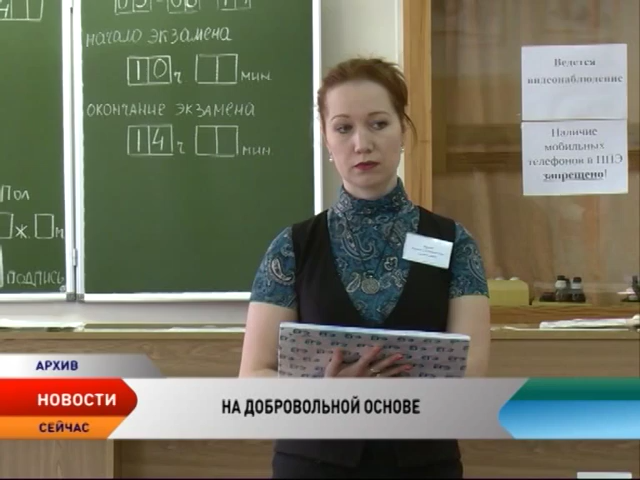 начало экзамена
10 ч мин
окончание экзамена
14 ч мин
Пол
Ж. М
подпись
Ведется
видеонаблюдение
Наличие
мобильных
телефонов в ППЭ
запрещено!
АРХИВ
НОВОСТИ
СЕЙЧАС
НА ДОБРОВОЛЬНОЙ ОСНОВЕ